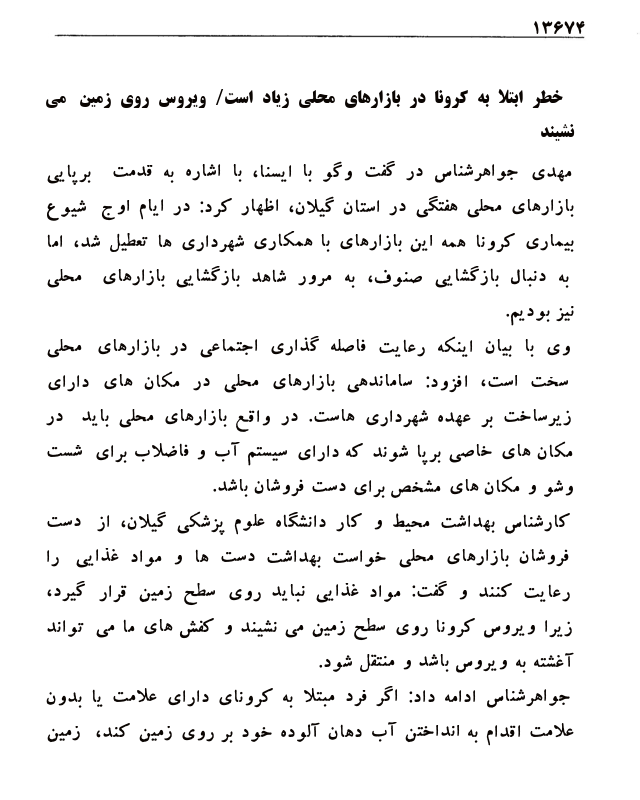 ۱۳۶۷۴
خطر ابتلا به کرونا در بازارهای محلی زیاد است/ ویروس روی زمین می
نشیند
مهدی جواهرشناس در گفت وگو با ایسنا، با اشاره به قدمت برپایی
بازارهای محلی هفتگی در استان گیلان، اظهار کرد: در ایام اوج شیوع
بیماری کرونا همه این بازارهای با همکاری شهرداری ها تعطیل شد، اما
به دنبال بازگشایی صنوف، به مرور شاهد بازگشایی بازارهای محلی
نیز بودیم.
وی با بیان اینکه رعایت فاصله گذاری اجتماعی در بازارهای محلی
سخت است، افزود: ساماندهی بازارهای محلی در مکان های دارای
زیرساخت بر عهده شهرداری هاست. در واقع بازارهای محلی باید در
مکان های خاصی برپا شوند که دارای سیستم آب و فاضلاب برای شست
وشو و مکان های مشخص برای دست فروشان باشد.
کارشناس بهداشت محیط و کار دانشگاه علوم پزشکی گیلان، از دست
فروشان بازارهای محلی خواست بهداشت دست ها و مواد غذایی را
رعایت کنند و گفت: مواد غذایی نباید روی سطح زمین قرار گیرد،
زیرا ویروس کرونا روی سطح زمین می نشیند و کفش های ما می تواند
آغشته به ویروس باشد و منتقل شود.
جواهرشناس ادامه داد: اگر فرد مبتلا به کرونای دارای علامت یا بدون
علامت اقدام به انداختن آب دهان آلوده خود بر روی زمین کند، زمین